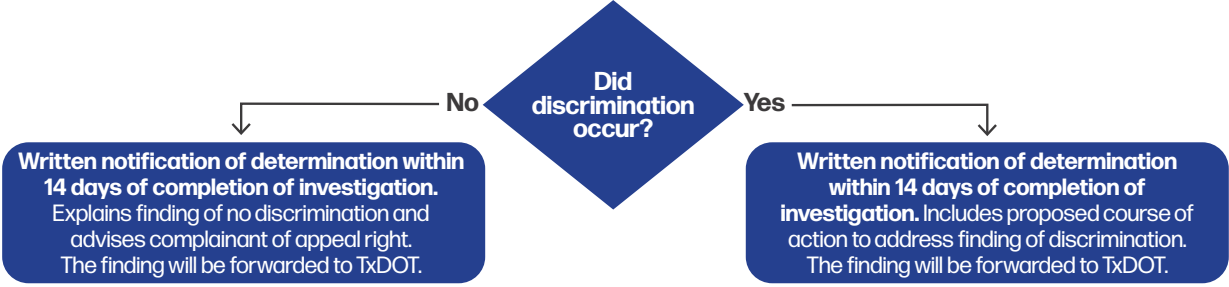 Did
discrimination
occur?
No
Yes
Written notification of determination within
14 days of completion of investigation.
Explains finding of no discrimination and
advises complainant of appeal right.
The finding will be forwarded to TxDOT.
Written notification of determination
within 14 days of completion of
investigation. Includes proposed course of
action to address finding of discrimination.
The finding will be forwarded to TxDOT.